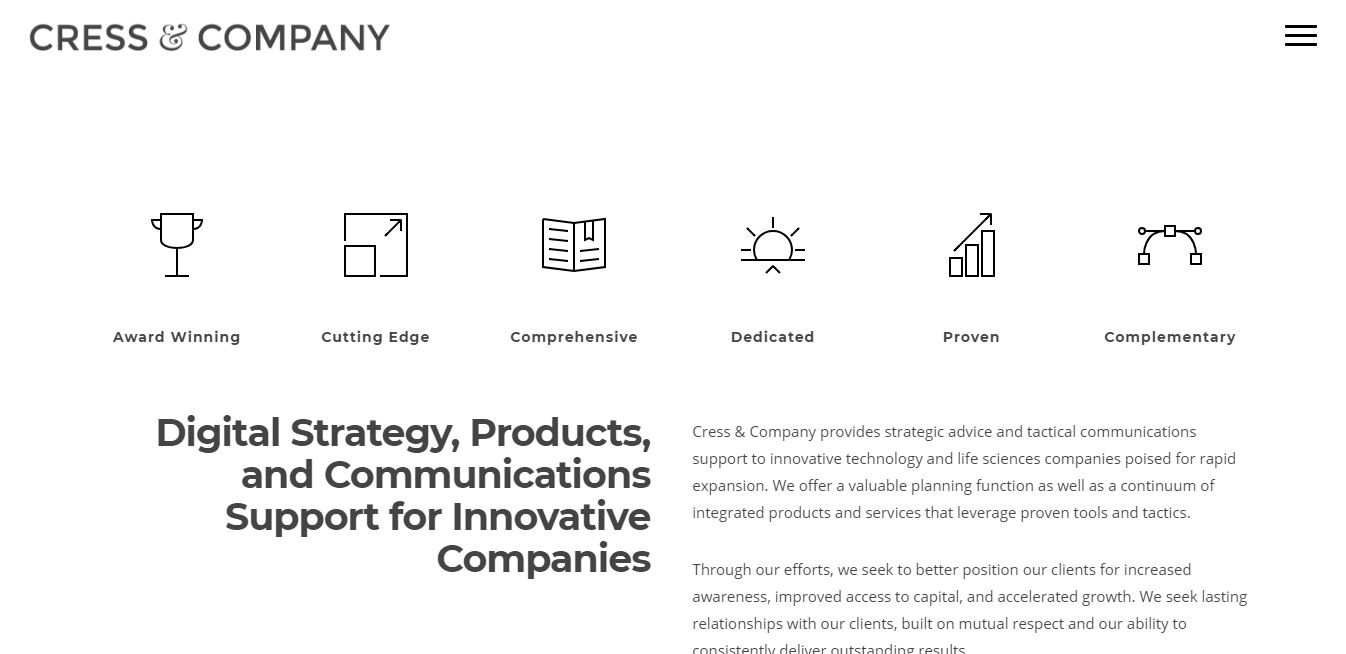 CRESS & COMPANY
Award Winning
Cutting Edge
Comprehensive
Dedicated
Proven
Complementary
Digital Strategy, Products,
and Communications
Support for Innovative
Companies
Cress & Company provides strategic advice and tactical communications
support to innovative technology and life sciences companies poised for rapid
expansion. We offer a valuable planning function as well as a continuum of
integrated products and services that leverage proven tools and tactics.
Through our efforts, we seek to better position our clients for increased
awareness, improved access to capital, and accelerated growth. We seek lasting
relationships with our clients, built on mutual respect and our ability to
consistently deliver outstanding results.